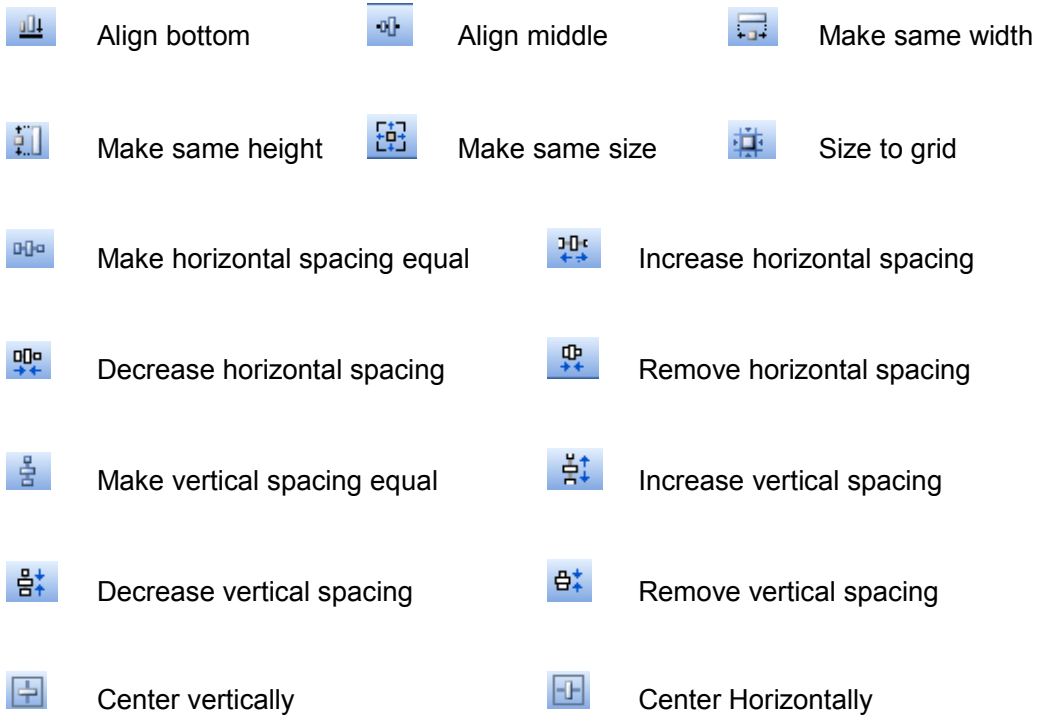 Align bottom Align middle Make same width
Make same height Make same size Size to grid
Make horizontal spacing equal Increase horizontal spacing
Decrease horizontal spacing Remove horizontal spacing
Make vertical spacing equal Increase vertical spacing
Decrease vertical spacing Remove vertical spacing
Center vertically Center Horizontally